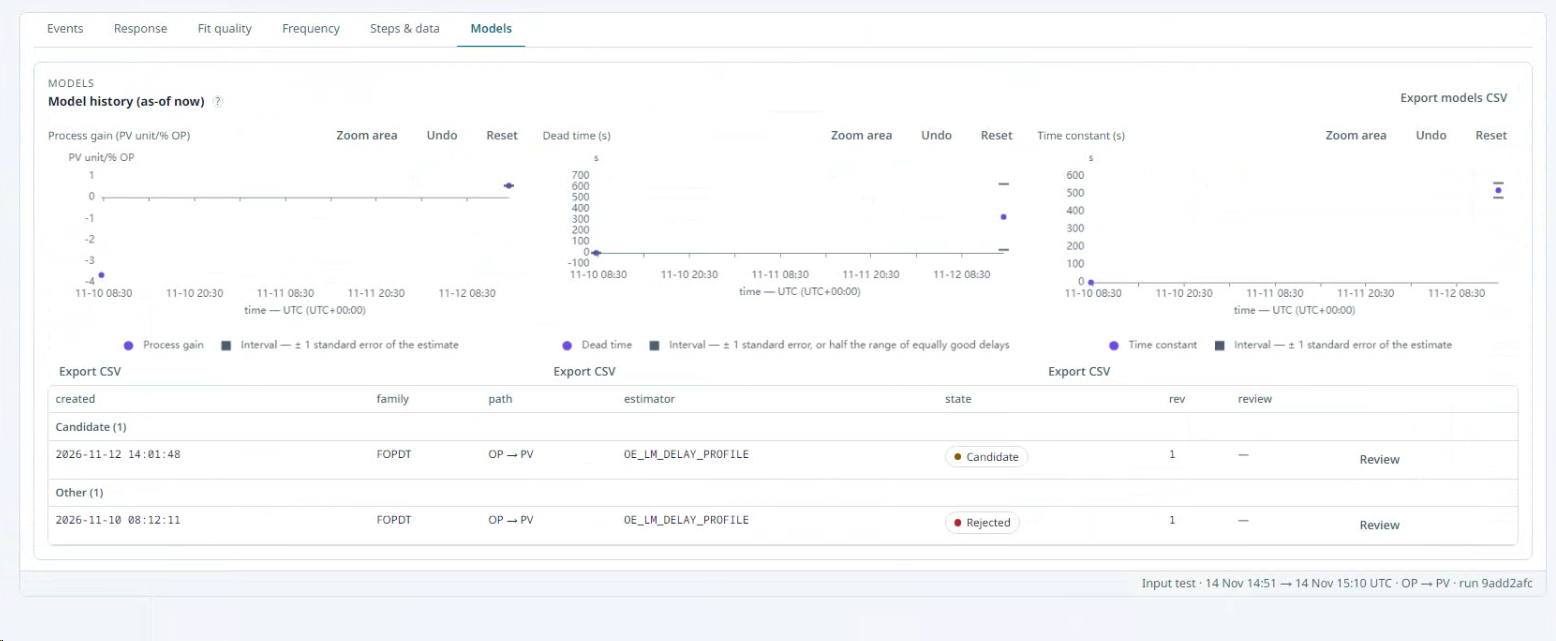 Events Response Fit quality Frequency Steps & data Models
MODELS
Model history (as-of now) ?
Export models CSV
Process gain (PV unit/% OP) Zoom area Undo Reset Dead time (s) Zoom area Undo Reset Time constant (s) Zoom area Undo Reset
PV unit/% OP
1
0
-1
-2
-3
-4
11-10 08:30 11-10 20:30 11-11 08:30 11-11 20:30 11-12 08:30
time — UTC (UTC+00:00)
Process gain Interval — ± 1 standard error of the estimate
s
700
600
500
400
300
200
100
0
-100
11-10 08:30 11-10 20:30 11-11 08:30 11-11 20:30 11-12 08:30
time — UTC (UTC+00:00)
Dead time Interval — ± 1 standard error, or half the range of equally good delays
s
600
500
400
300
200
100
0
11-10 08:30 11-10 20:30 11-11 08:30 11-11 20:30 11-12 08:30
time — UTC (UTC+00:00)
Time constant Interval — ± 1 standard error of the estimate
Export CSV Export CSV Export CSV
created family path estimator state rev review
Candidate (1)
2026-11-12 14:01:48 FOPDT OP → PV OE_LM_DELAY_PROFILE Candidate 1 — Review
Other (1)
2026-11-10 08:12:11 FOPDT OP → PV OE_LM_DELAY_PROFILE Rejected 1 — Review
Input test · 14 Nov 14:51 → 14 Nov 15:10 UTC · OP → PV · run 9add2afc